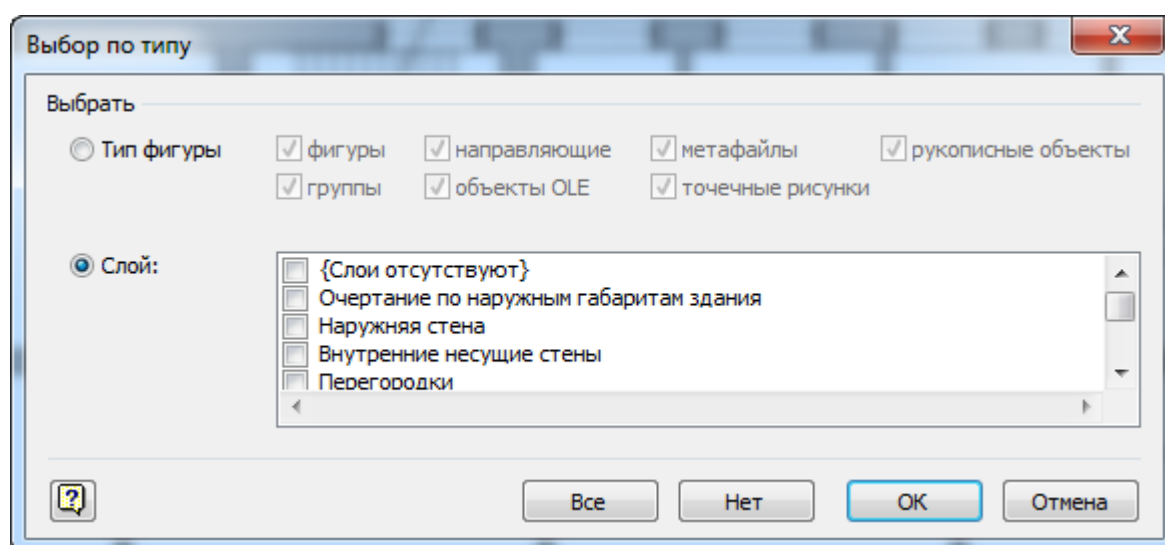 Выбор по типу
Выбрать
Тип фигуры
фигуры направляющие метафайлы рукописные объекты
группы объекты OLE точечные рисунки
Слой:
{Слои отсутствуют}
Очертание по наружным габаритам здания
Наружняя стена
Внутренние несущие стены
Перегородки
Все Нет OK Отмена